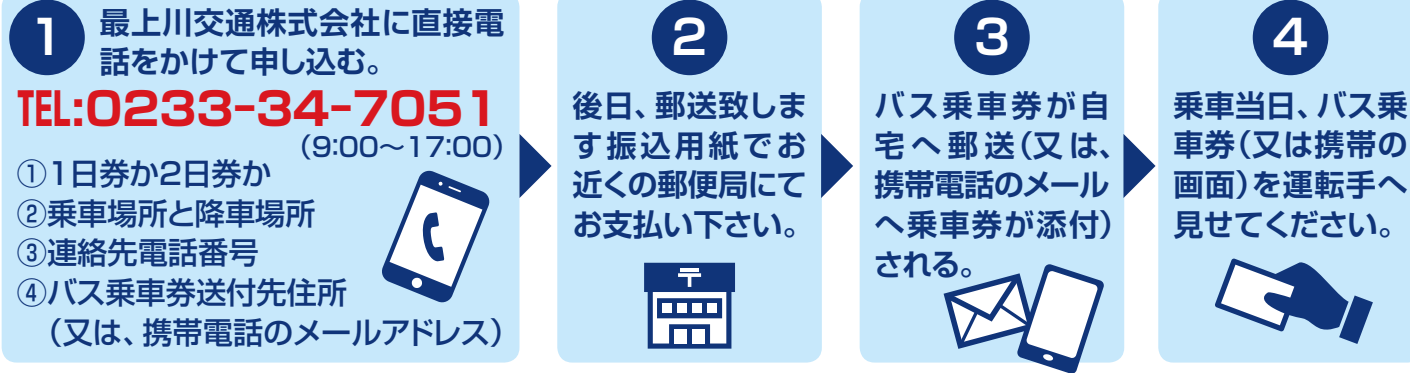 1
最上川交通株式会社に直接電
話をかけて申し込む。
TEL:0233-34-7051
(9:00〜17:00)
①1日券か2日券か
②乗車場所と降車場所
③連絡先電話番号
④バス乗車券送付先住所
(又は、携帯電話のメールアドレス)
2
後日、郵送致しま
す振込用紙でお
近くの郵便局にて
お支払い下さい。
〒
3
バス乗車券が自
宅へ郵送(又は、
携帯電話のメール
へ乗車券が添付)
される。
4
乗車当日、バス乗
車券(又は携帯の
画面)を運転手へ
見せてください。